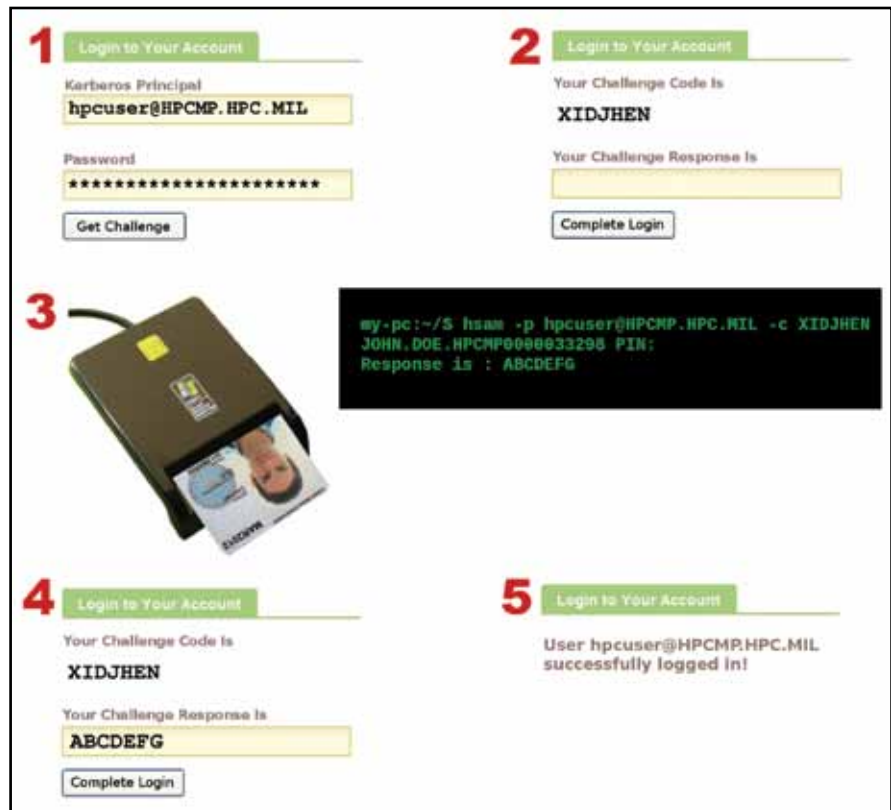 1
Login to Your Account
Kerberos Principal
hpcuser@HPCMP.HPC.MIL
Password
**********************
Get Challenge
2
Login to Your Account
Your Challenge Code Is
XIDJHEN
Your Challenge Response Is
Complete Login
3
my-pc:~/$ hsam -p hpcuser@HPCMP.HPC.MIL -c XIDJHEN
JOHN.DOE.HPCMP0000033298 PIN:
Response is : ABCDEFG
MAR2012
4
Login to Your Account
Your Challenge Code Is
XIDJHEN
Your Challenge Response Is
ABCDEFG
Complete Login
5
Login to Your Account
User hpcuser@HPCMP.HPC.MIL
successfully logged in!